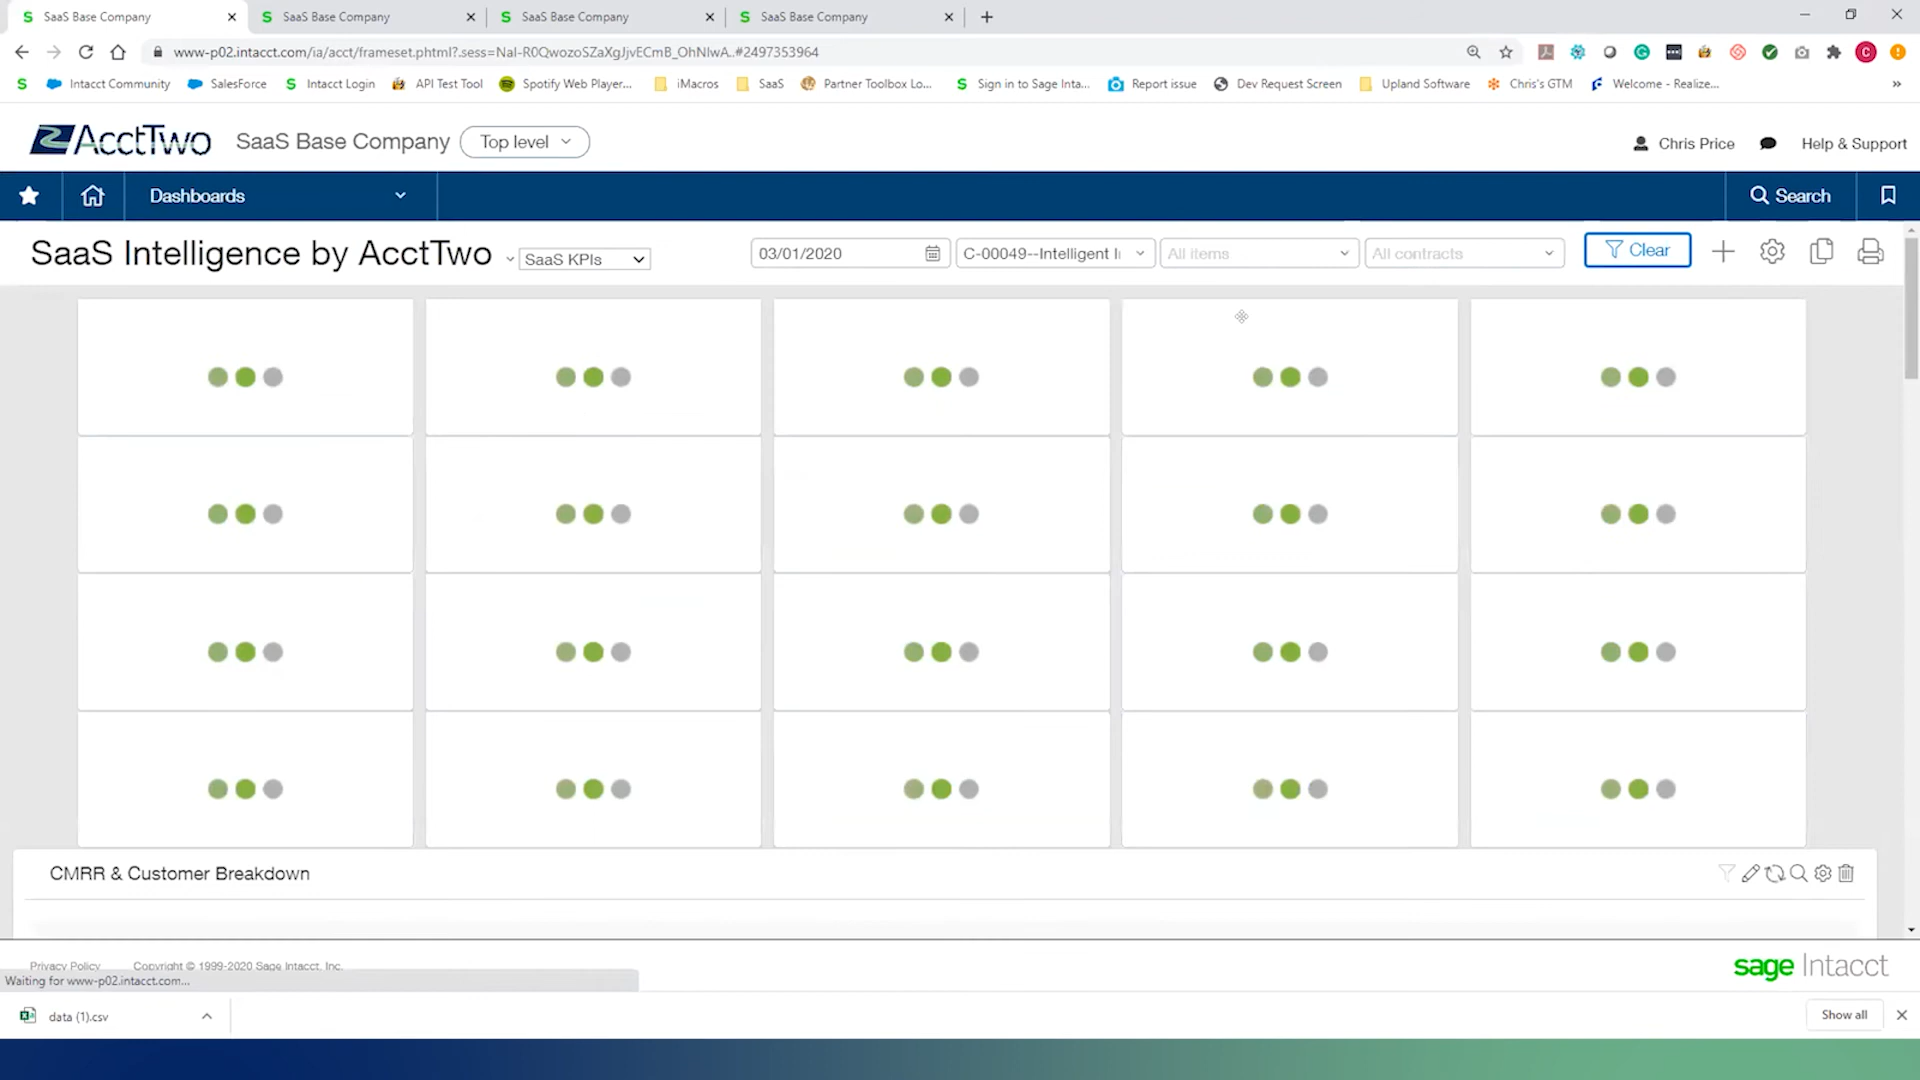 SaaS Base Company
SaaS Base Company
SaaS Base Company
SaaS Base Company
www-p02.intacct.com/ia/acct/frameset.phtml?.sess=NaI-R0QwozoSZaXgJjvECmB_OhNIwA..#2497353964
Intacct Community
SalesForce
Intacct Login
API Test Tool
Spotify Web Player...
iMacros
SaaS
Partner Toolbox Lo...
Sign in to Sage Inta...
Report issue
Dev Request Screen
Upland Software
Chris's GTM
Welcome - Realize...
»
AcctTwo
SaaS Base Company
Top level
Chris Price
Help & Support
Dashboards
Search
SaaS Intelligence by AcctTwo
SaaS KPIs
03/01/2020
C-00049--Intelligent I
All items
All contracts
Clear
CMRR & Customer Breakdown
Privacy Policy
Copyright © 1999-2020 Sage Intacct, Inc.
sage Intacct
Waiting for www-p02.intacct.com...
data (1).csv
Show all